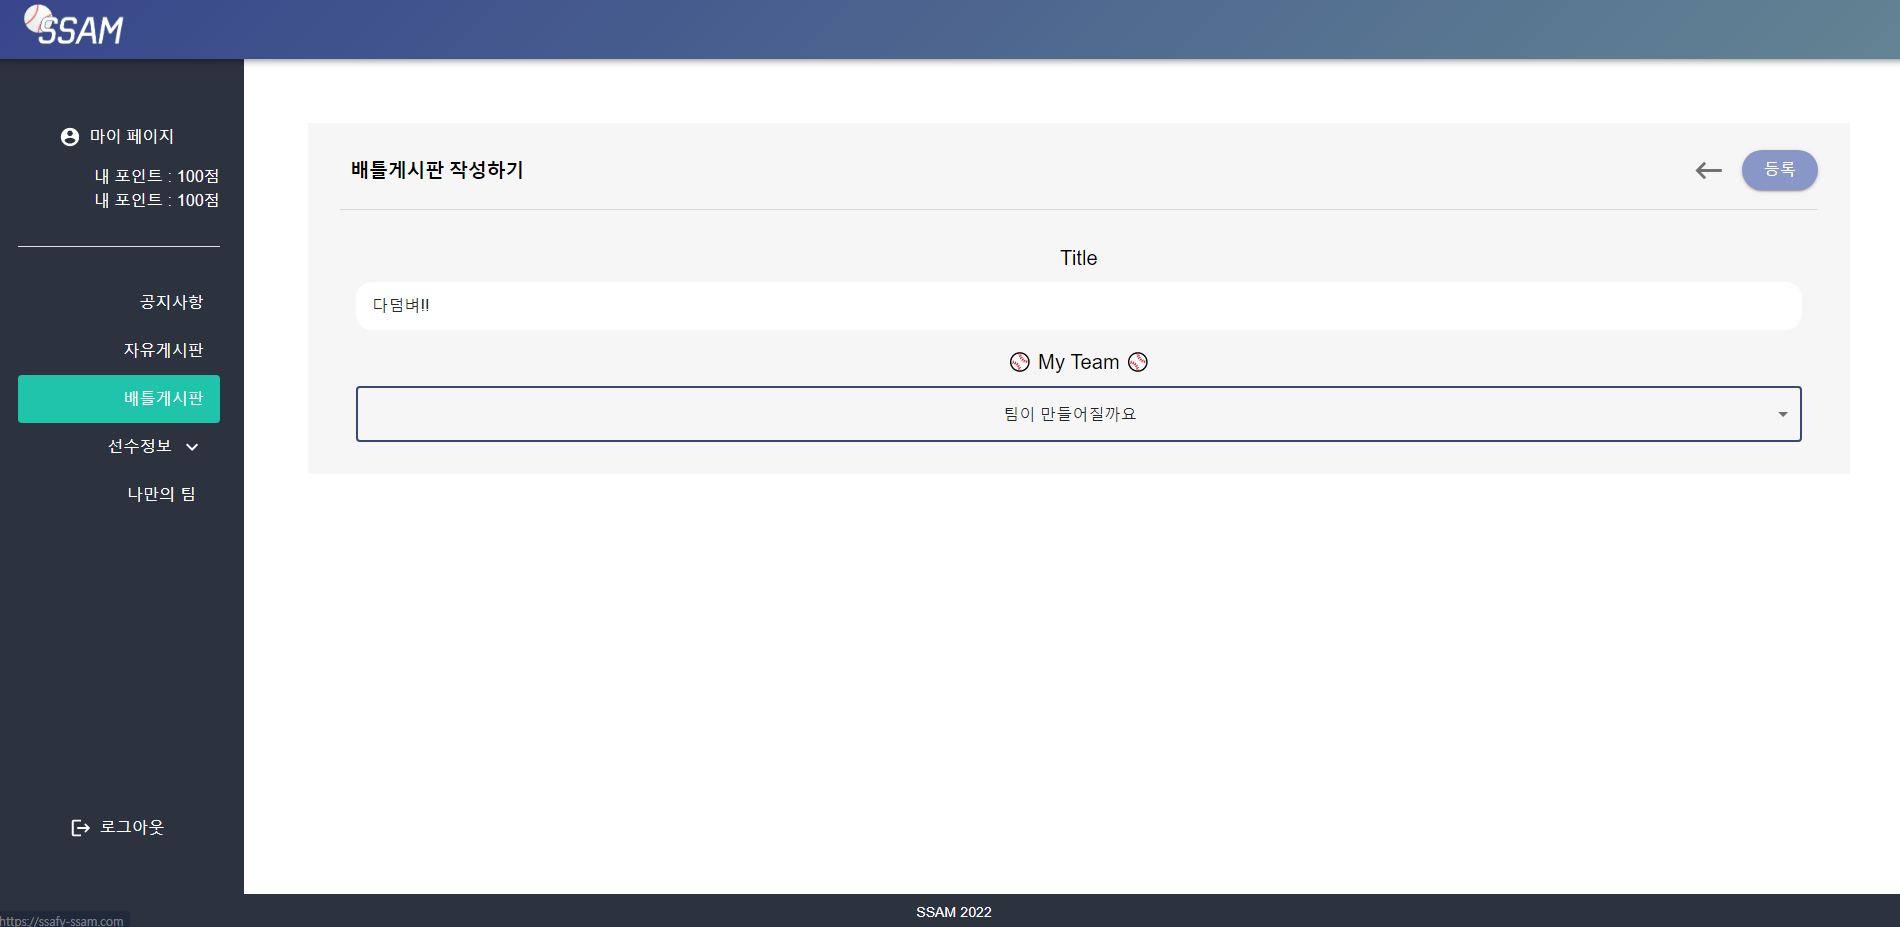 SSAM
마이 페이지
내 포인트 : 100점
내 포인트 : 100점
공지사항
자유게시판
배틀게시판
선수정보
나만의 팀
로그아웃
배틀게시판 작성하기
등록
Title
다덤벼!!
My Team
팀이 만들어질까요
SSAM 2022
https://ssafy-ssam.com